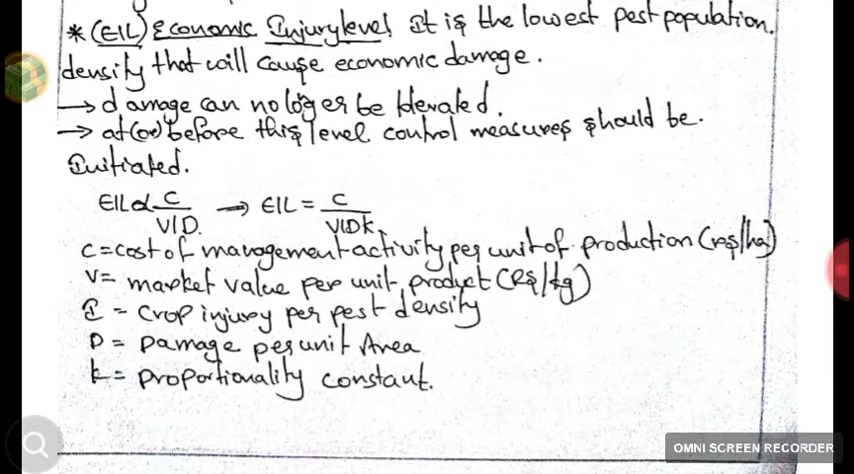 * (EIL) Economic Injury level It is the lowest pest population.
density that will cause economic damage.
→ damage can no loger be tolerated.
→ at (or) before this level control measures should be.
Initiated.
EIL α C/VID. → EIL = C/VIDk
C = cost of management activity per unit of production (rs/ha)
V = market value per unit product (RS/kg)
I = Crop injury per pest density
D = Damage per unit Area
k = proportionality constant.
OMNI SCREEN RECORDER